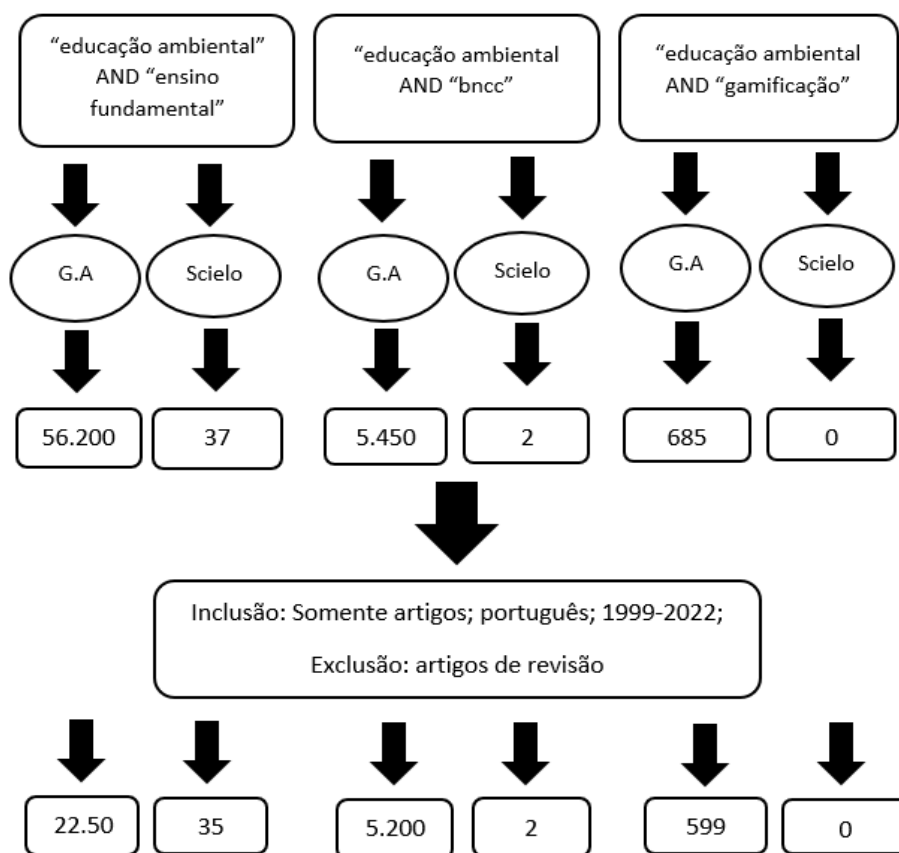 “educação ambiental”
AND “ensino
fundamental”
“educação ambiental
AND “bncc”
“educação ambiental
AND “gamificação”
G.A
Scielo
G.A
Scielo
G.A
Scielo
56.200
37
5.450
2
685
0
Inclusão: Somente artigos; português; 1999-2022;
Exclusão: artigos de revisão
22.50
35
5.200
2
599
0